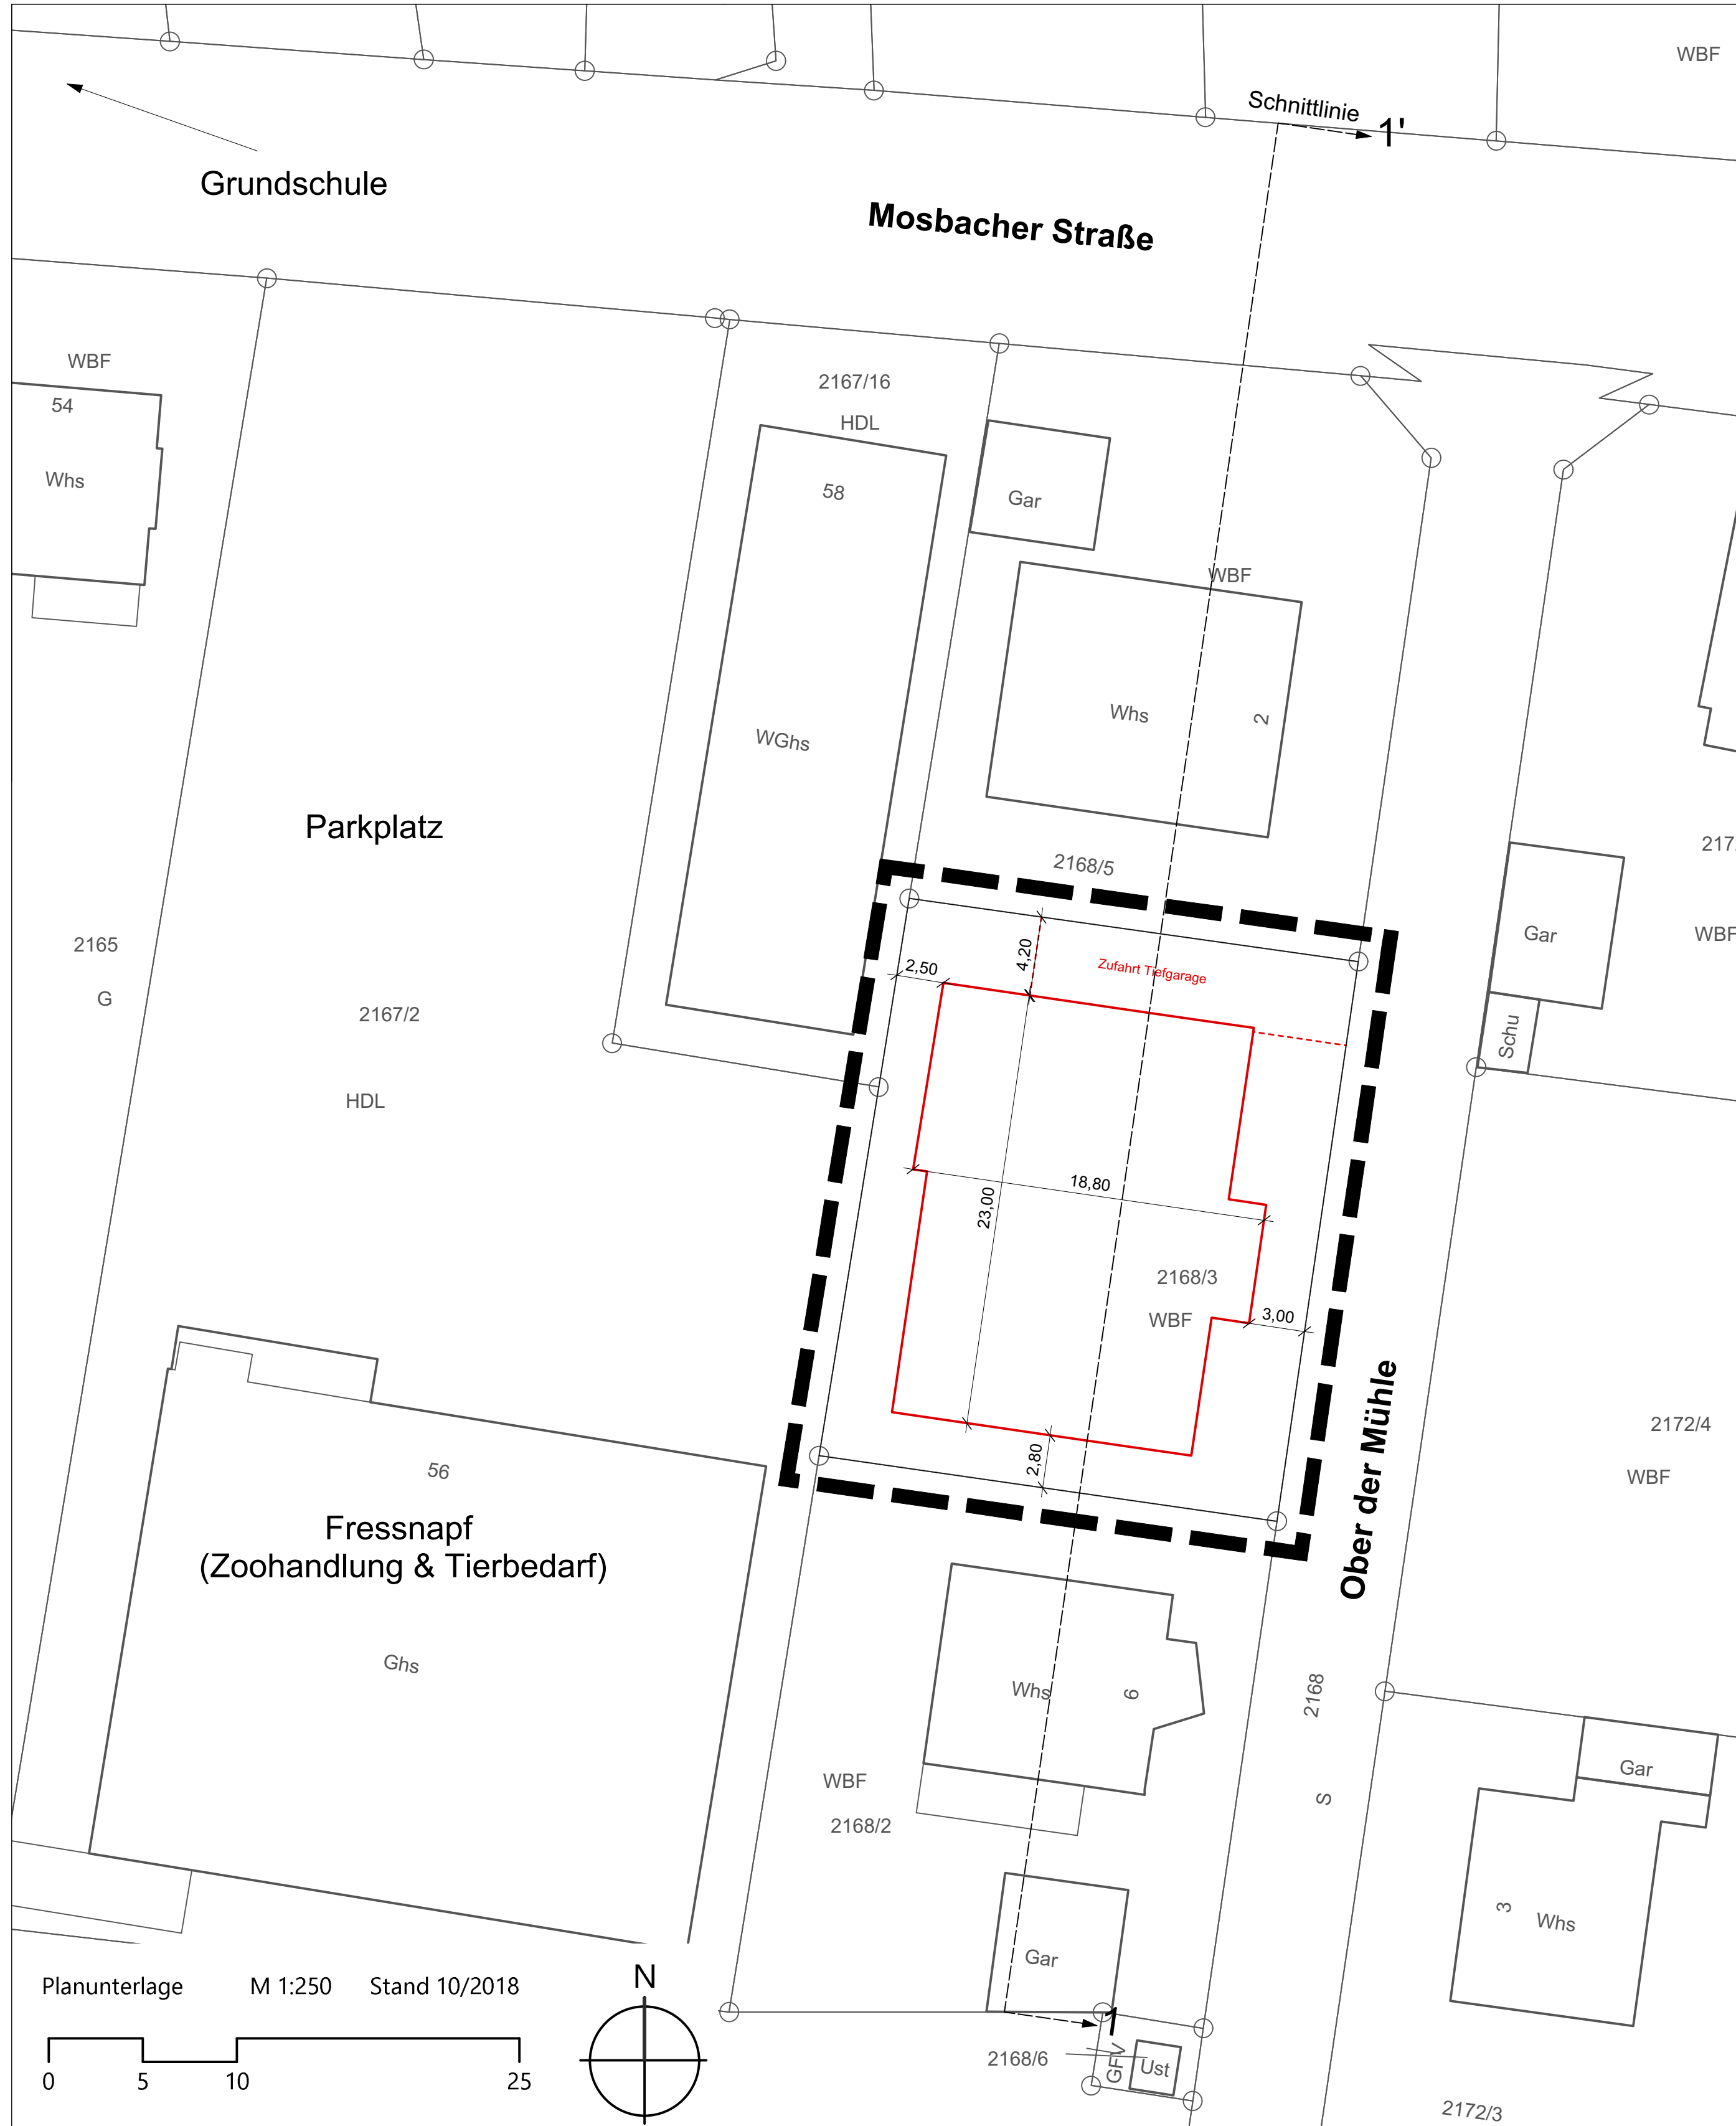 WBF
Schnittlinie
1'
Grundschule
Mosbacher Straße
WBF
54
Whs
2167/16
HDL
58
Gar
WBF
Whs
2
WGhs
Parkplatz
2168/5
Gar
WBF
Schu
2165
G
2167/2
HDL
2,50
4,20
Zufahrt Tiefgarage
18,80
23,00
2168/3
WBF
3,00
2,80
Ober der Mühle
2172/4
WBF
56
Fressnapf
(Zoohandlung & Tierbedarf)
Ghs
Whs
6
2168
S
WBF
2168/2
Gar
3
Whs
Gar
1
2168/6
GFW
Ust
2172/3
Planunterlage M 1:250 Stand 10/2018
0 5 10 25
N